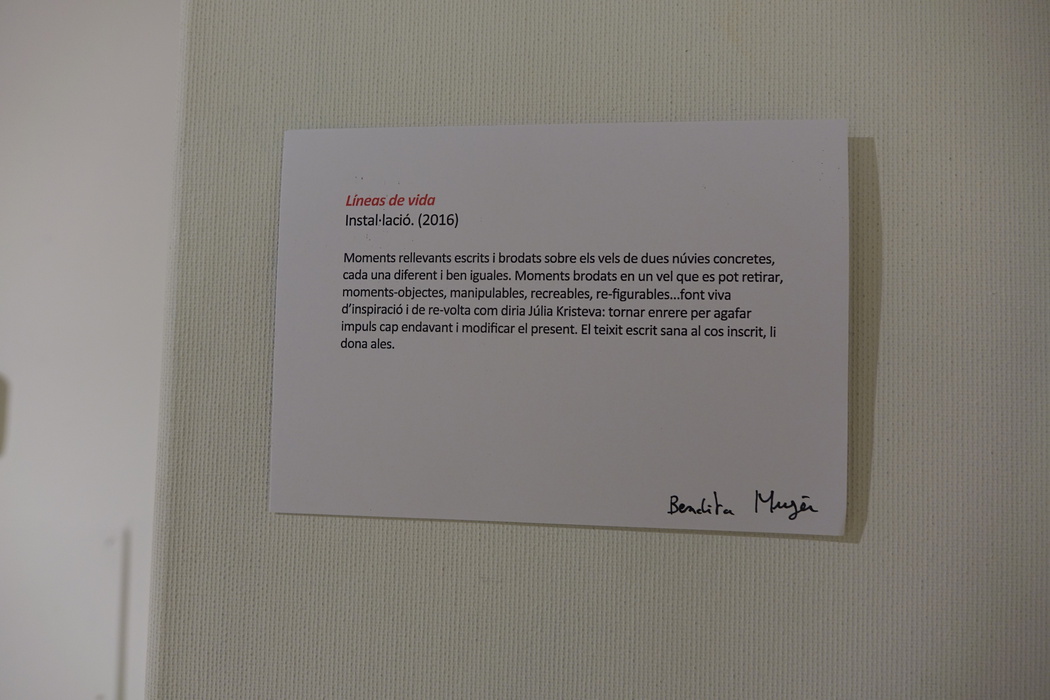 Líneas de vida
Instal·lació. (2016)
Moments rellevants escrits i brodats sobre els vels de dues núvies concretes,
cada una diferent i ben iguales. Moments brodats en un vel que es pot retirar,
moments-objectes, manipulables, recreables, re-figurables...font viva
d'inspiració i de re-volta com diria Júlia Kristeva: tornar enrere per agafar
impuls cap endavant i modificar el present. El teixit escrit sana al cos inscrit, li
dona ales.
Bendita Mujer